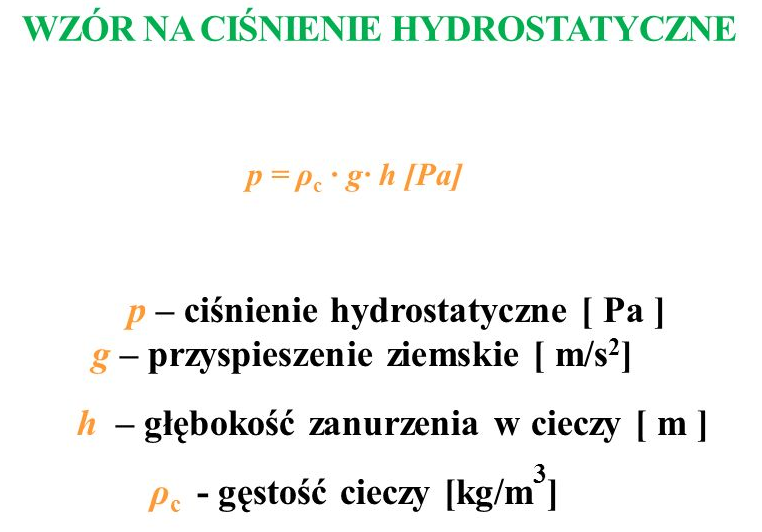 WZÓR NA CIŚNIENIE HYDROSTATYCZNE
p = ρc · g· h [Pa]
p – ciśnienie hydrostatyczne [ Pa ]
g – przyspieszenie ziemskie [ m/s²]
h – głębokość zanurzenia w cieczy [ m ]
ρc - gęstość cieczy [kg/m³]